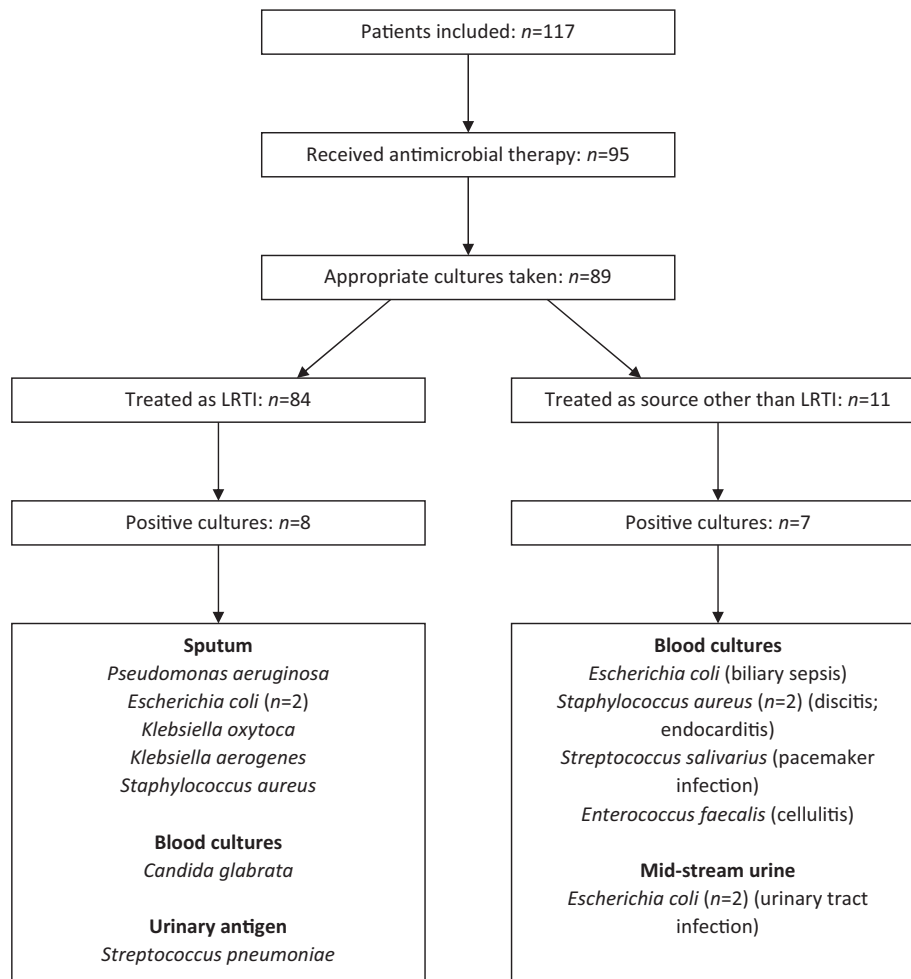 Patients included: n=117
Received antimicrobial therapy: n=95
Appropriate cultures taken: n=89
Treated as LRTI: n=84
Treated as source other than LRTI: n=11
Positive cultures: n=8
Positive cultures: n=7
Sputum
Pseudomonas aeruginosa
Escherichia coli (n=2)
Klebsiella oxytoca
Klebsiella aerogenes
Staphylococcus aureus
Blood cultures
Candida glabrata
Urinary antigen
Streptococcus pneumoniae
Blood cultures
Escherichia coli (biliary sepsis)
Staphylococcus aureus (n=2) (discitis;
endocarditis)
Streptococcus salivarius (pacemaker
infection)
Enterococcus faecalis (cellulitis)
Mid-stream urine
Escherichia coli (n=2) (urinary tract
infection)